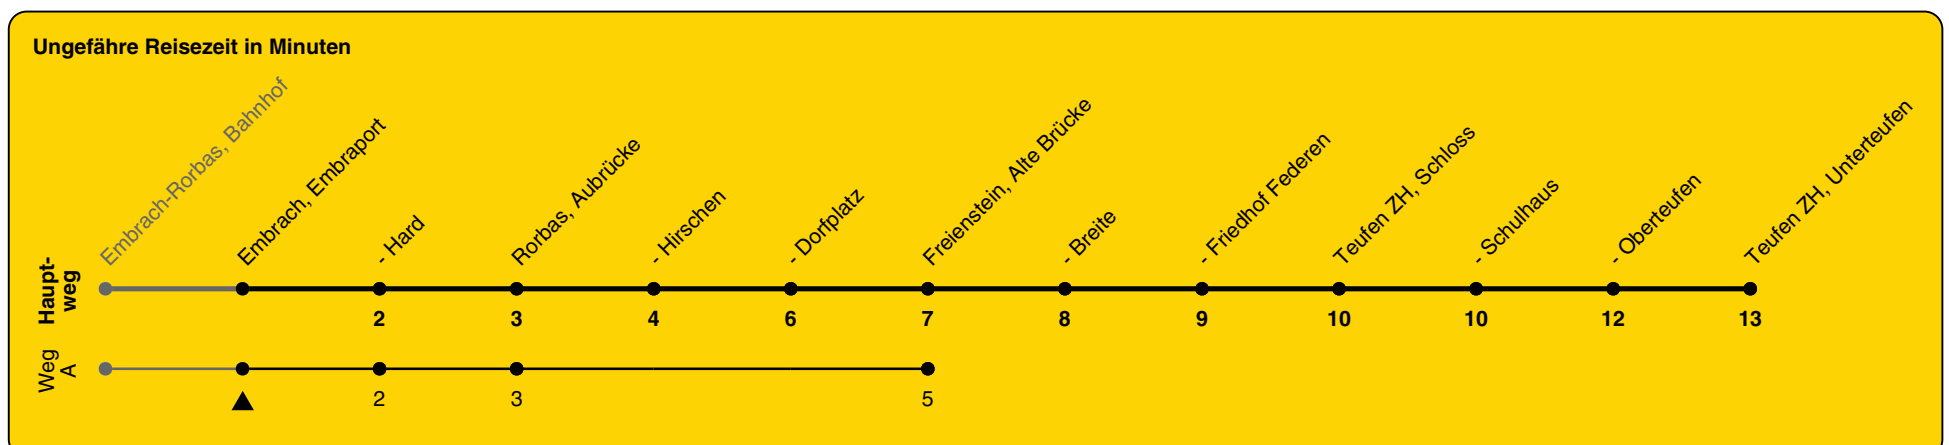 Ungefähre Reisezeit in Minuten
Embrach-Rorbas, Bahnhof
Embrach, Embraport
- Hard
Rorbas, Aubrücke
- Hirschen
- Dorfplatz
Freienstein, Alte Brücke
- Breite
- Friedhof Federen
Teufen ZH, Schloss
- Schulhaus
- Oberteufen
Teufen ZH, Unterteufen
Haupt-
weg
2 3 4 6 7 8 9 10 10 12 13
Weg
A
2 3 5